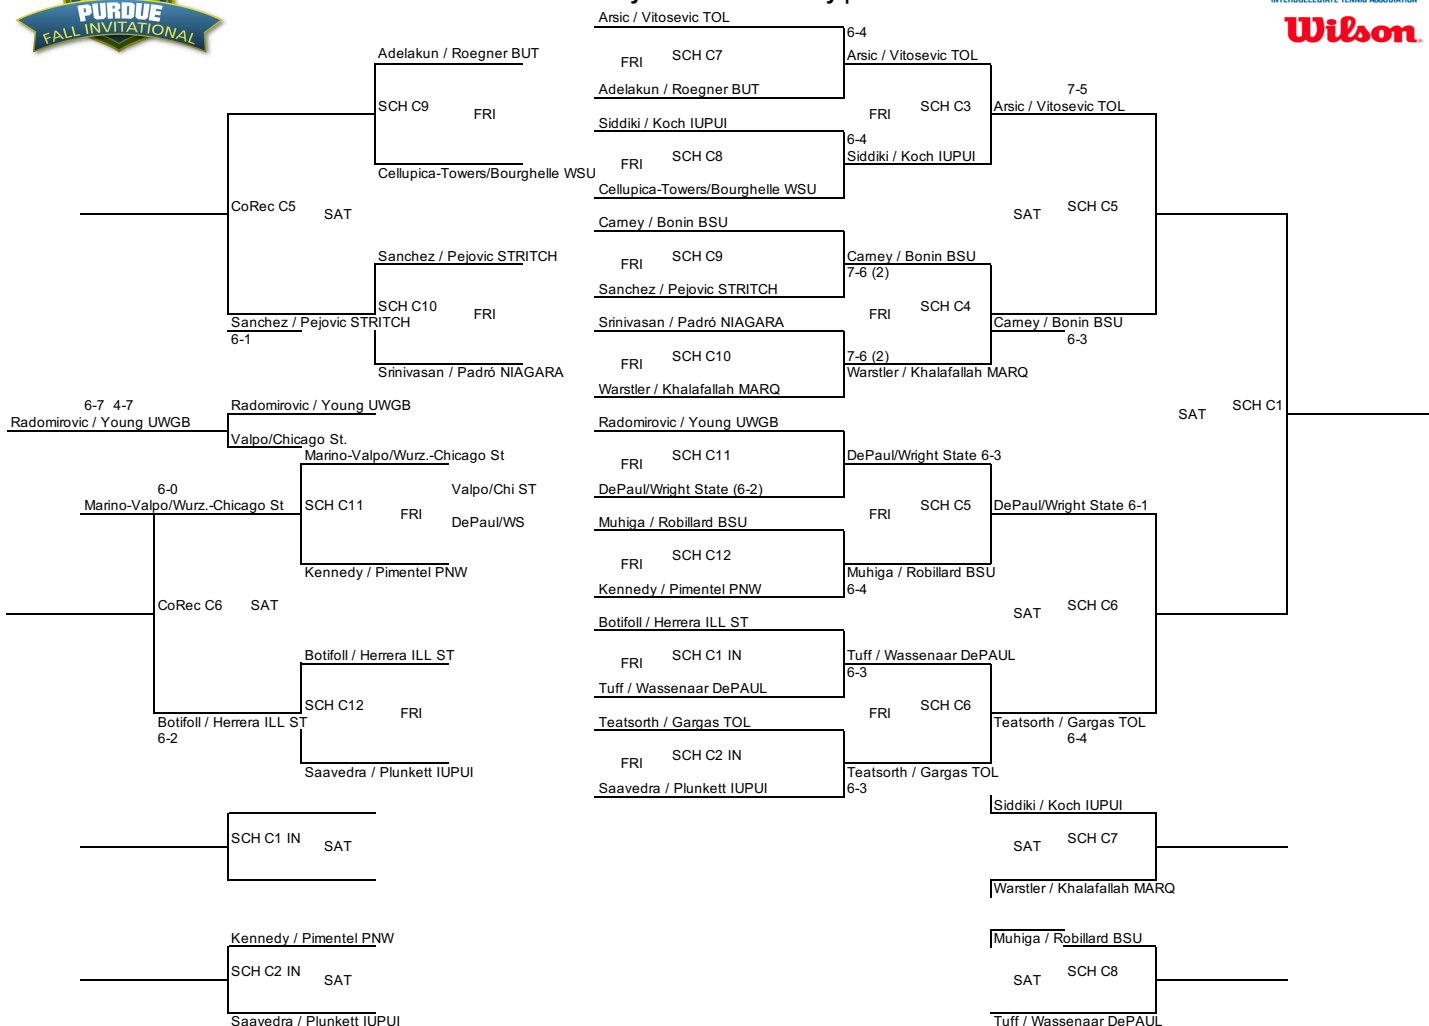 PURDUE
FALL INVITATIONAL
INTERCOLLEGIATE TENNIS ASSOCIATION
Wilson.
Arsic / Vitosevic TOL
6-4
Adelakun / Roegner BUT
FRI
SCH C7
Arsic / Vitosevic TOL
Adelakun / Roegner BUT
7-5
SCH C9
FRI
FRI
SCH C3
Arsic / Vitosevic TOL
Siddiki / Koch IUPUI
6-4
FRI
SCH C8
Siddiki / Koch IUPUI
Cellupica-Towers/Bourghelle WSU
Cellupica-Towers/Bourghelle WSU
CoRec C5
SAT
SAT
SCH C5
Carney / Bonin BSU
Sanchez / Pejovic STRITCH
FRI
SCH C9
Carney / Bonin BSU
7-6 (2)
Sanchez / Pejovic STRITCH
SCH C10
FRI
FRI
SCH C4
Sanchez / Pejovic STRITCH
Srinivasan / Padró NIAGARA
Carney / Bonin BSU
6-1
6-3
FRI
SCH C10
7-6 (2)
Srinivasan / Padró NIAGARA
Warstler / Khalafallah MARQ
Warstler / Khalafallah MARQ
6-7 4-7
Radomirovic / Young UWGB
SAT
SCH C1
Radomirovic / Young UWGB
Radomirovic / Young UWGB
Valpo/Chicago St.
Marino-Valpo/Wurz.-Chicago St
FRI
SCH C11
DePaul/Wright State 6-3
6-0
Valpo/Chi ST
DePaul/Wright State (6-2)
Marino-Valpo/Wurz.-Chicago St
SCH C11
FRI
DePaul/WS
FRI
SCH C5
DePaul/Wright State 6-1
Muhiga / Robillard BSU
FRI
SCH C12
Kennedy / Pimentel PNW
Muhiga / Robillard BSU
Kennedy / Pimentel PNW
6-4
CoRec C6
SAT
SAT
SCH C6
Botifoll / Herrera ILL ST
Botifoll / Herrera ILL ST
FRI
SCH C1 IN
Tuff / Wassenaar DePAUL
6-3
Tuff / Wassenaar DePAUL
SCH C12
FRI
FRI
SCH C6
Botifoll / Herrera ILL ST
Teatsorth / Gargas TOL
Teatsorth / Gargas TOL
6-2
6-4
FRI
SCH C2 IN
Saavedra / Plunkett IUPUI
Teatsorth / Gargas TOL
Saavedra / Plunkett IUPUI
6-3
Siddiki / Koch IUPUI
SCH C1 IN
SAT
SAT
SCH C7
Warstler / Khalafallah MARQ
Kennedy / Pimentel PNW
Muhiga / Robillard BSU
SCH C2 IN
SAT
SAT
SCH C8
Saavedra / Plunkett IUPUI
Tuff / Wassenaar DePAUL